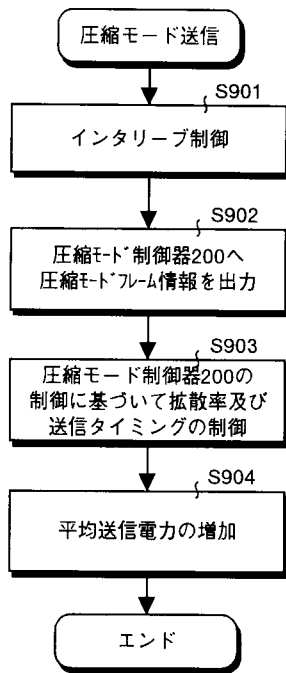 圧縮モード送信
S901
インタリーブ制御
S902
圧縮モード制御器200へ
圧縮モードフレーム情報を出力
S903
圧縮モード制御器200の
制御に基づいて拡散率及び
送信タイミングの制御
S904
平均送信電力の増加
エンド